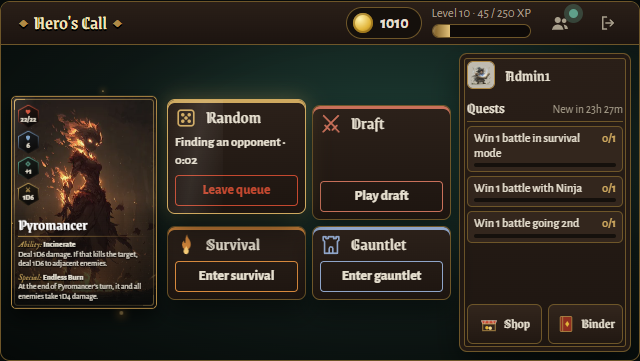 Hero's Call
1010
Level 10 · 45 / 250 XP
22/22
6
+1
1D6
Pyromancer
Ability: Incinerate
Deal 1D6 damage. If that kills the target,
deal 1D6 to adjacent enemies.
Special: Endless Burn
At the end of Pyromancer's turn, it and all
enemies take 1D4 damage.
Random
Finding an opponent ·
0:02
Leave queue
Draft
Play draft
Survival
Enter survival
Gauntlet
Enter gauntlet
Admin1
Quests
New in 23h 27m
Win 1 battle in survival
mode
0/1
Win 1 battle with Ninja
0/1
Win 1 battle going 2nd
0/1
Shop
Binder